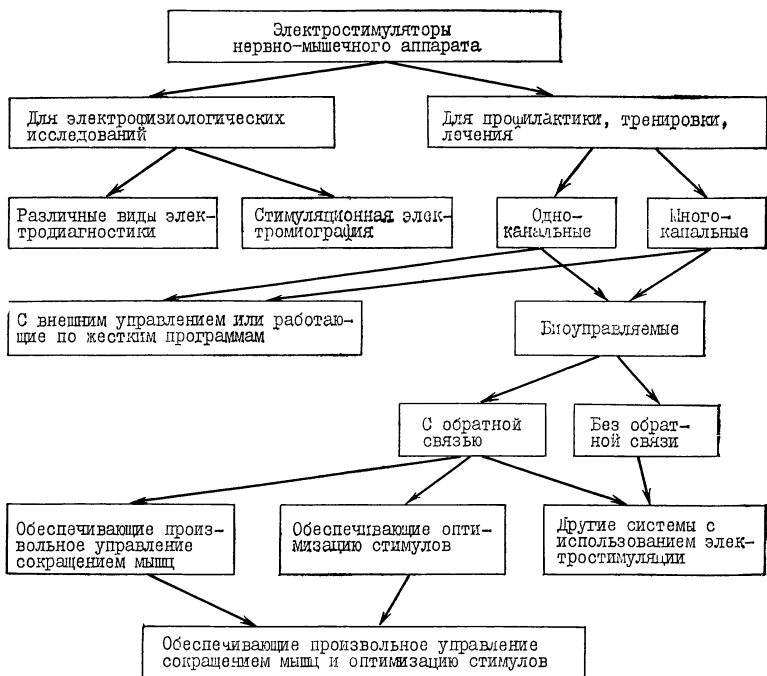 Электростимуляторы
нервно-мышечного аппарата
Для электрофизиологических
исследований
Для профилактики, тренировки,
лечения
Различные виды элек-
тродиагностики
Стимуляционная элек-
тромиография
Одно-
канальные
Много-
канальные
С внешним управлением или работаю-
щие по жестким программам
Биоуправляемые
С обратной
связью
Без обрат-
ной связи
Обеспечивающие произ-
вольное управление
сокращением мышц
Обеспечивающие опти-
мизацию стимулов
Другие системы с
использованием элек-
тростимуляции
Обеспечивающие произвольное управление
сокращением мышц и оптимизацию стимулов